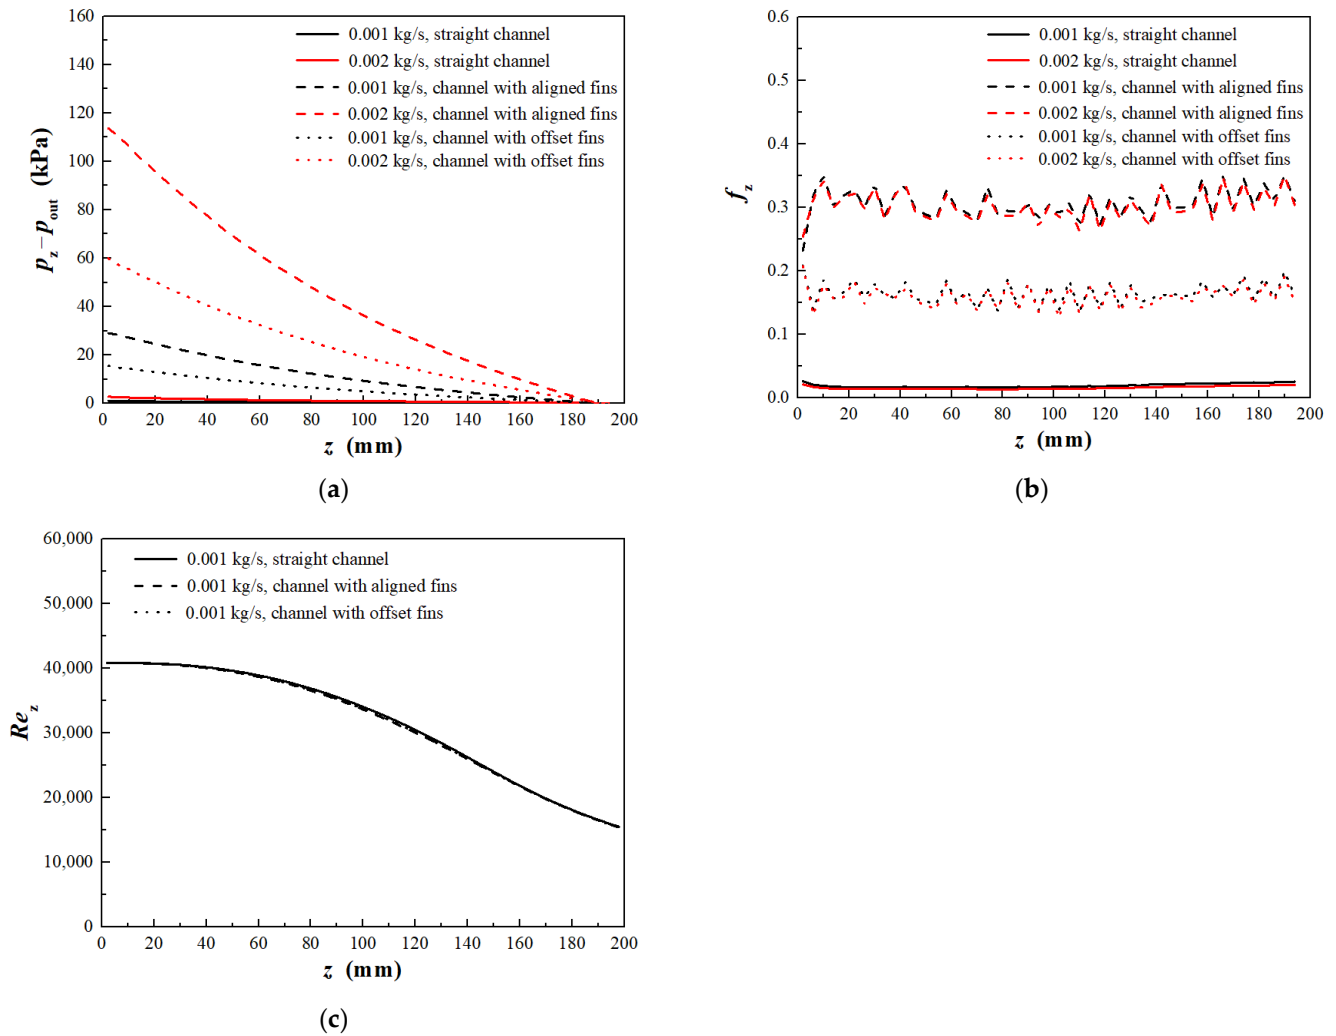 160
140
120
100
80
60
40
20
0
p_z − p_out (kPa)
0.001 kg/s, straight channel
0.002 kg/s, straight channel
0.001 kg/s, channel with aligned fins
0.002 kg/s, channel with aligned fins
0.001 kg/s, channel with offset fins
0.002 kg/s, channel with offset fins
0 20 40 60 80 100 120 140 160 180 200
z (mm)
(a)
0.6
0.5
0.4
0.3
0.2
0.1
0.0
f_z
0.001 kg/s, straight channel
0.002 kg/s, straight channel
0.001 kg/s, channel with aligned fins
0.002 kg/s, channel with aligned fins
0.001 kg/s, channel with offset fins
0.002 kg/s, channel with offset fins
0 20 40 60 80 100 120 140 160 180 200
z (mm)
(b)
60,000
50,000
40,000
30,000
20,000
10,000
0
Re_z
0.001 kg/s, straight channel
0.001 kg/s, channel with aligned fins
0.001 kg/s, channel with offset fins
0 20 40 60 80 100 120 140 160 180 200
z (mm)
(c)